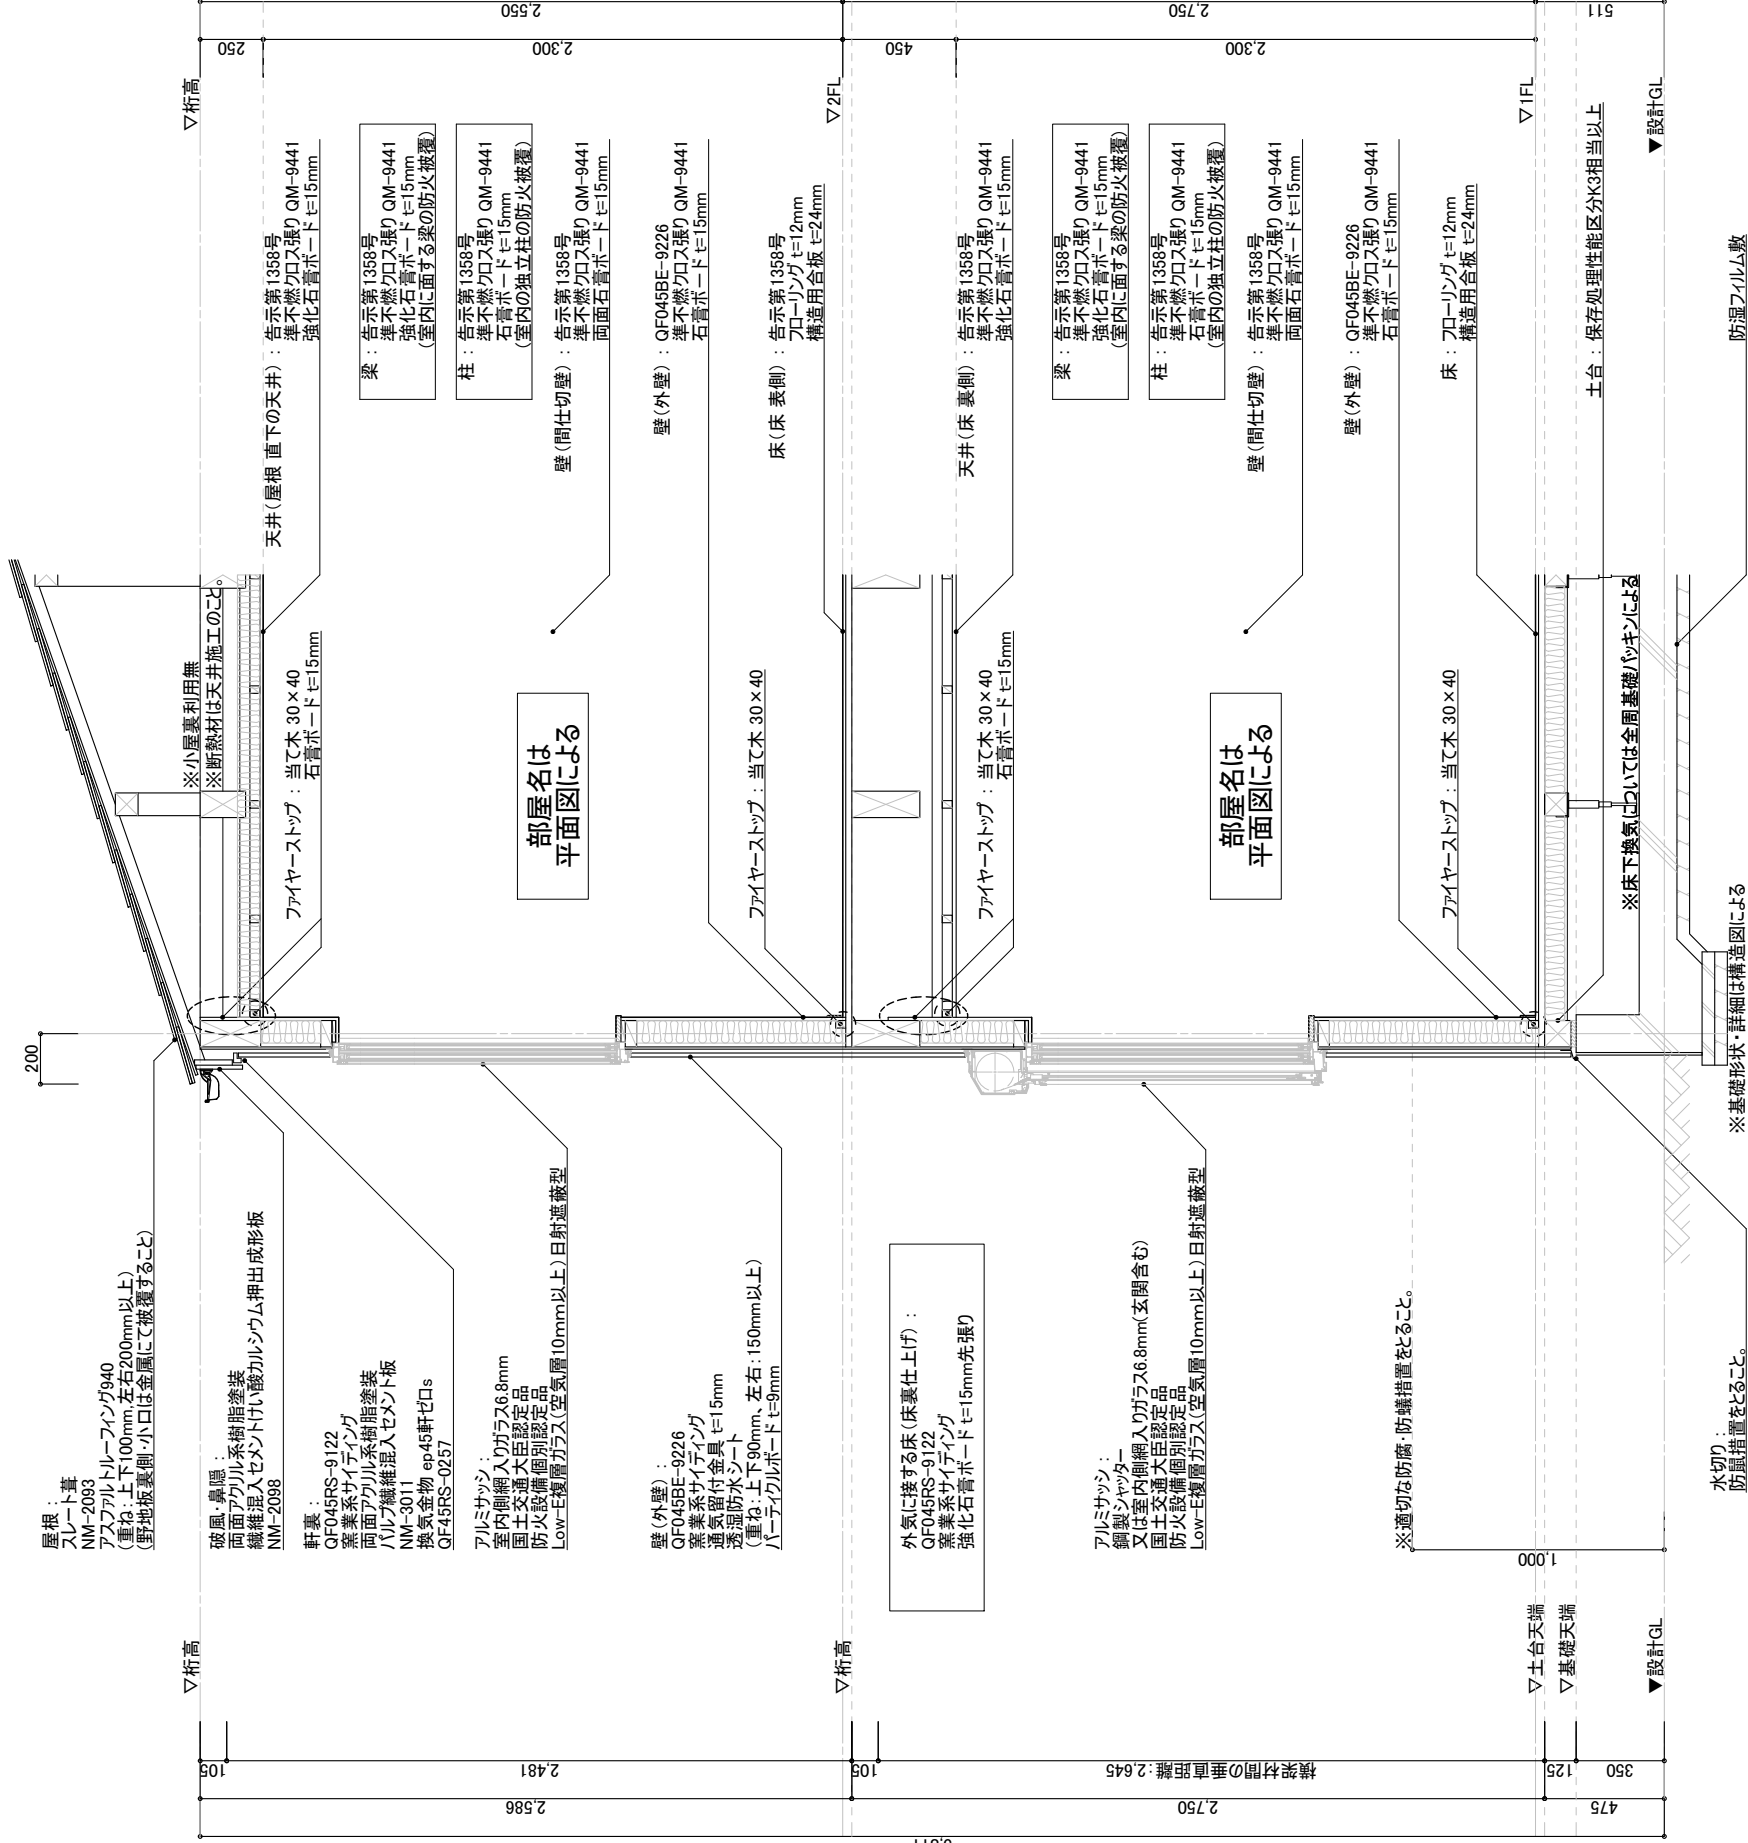 屋根：
スレート葺
NM-2093
アスファルトルーフィング940
(重ね：上下100mm,左右200mm以上)
(野地板裏側・小口は金属にて被覆すること)
破風・鼻隠：
両面アクリル系樹脂塗装
繊維混入セメントけい酸カルシウム押出成形板
NM-2098
軒裏：
QF045RS-9122
窯業系サイディング
両面アクリル系樹脂塗装
パルプ繊維混入セメント板
NM-3011
換気金物 ep45軒ゼロs
QF45RS-0257
アルミサッシ：
室内側網入りガラス6.8mm
国土交通大臣認定品
防火設備個別認定品
Low-E複層ガラス(空気層10mm以上)日射遮蔽型
壁(外壁)：
QF045BE-9226
窯業系サイディング
通気留付金具 t=15mm
透湿防水シート
(重ね：上下90mm、左右：150mm以上)
パーティクルボード t=9mm
外気に接する床(床裏仕上げ)：
QF045RS-9122
窯業系サイディング
強化石膏ボード t=15mm先張り
アルミサッシ：
鋼製シャッター
又は室内側網入りガラス6.8mm(玄関含む)
国土交通大臣認定品
防火設備個別認定品
Low-E複層ガラス(空気層10mm以上)日射遮蔽型
※適切な防腐・防蟻措置をとること。
1,000
水切り：
防鼠措置をとること。
▽桁高
▽桁高
▽土台天端
▽基礎天端
▼設計GL
105
2,481
105
横架材間の垂直距離：2,645
125
350
2,586
2,750
475
200
※小屋裏利用無
※断熱材は天井施工のこと。
ファイヤーストップ：当て木 30×40
石膏ボード t=15mm
部屋名は
平面図による
ファイヤーストップ：当て木 30×40
ファイヤーストップ：当て木 30×40
石膏ボード t=15mm
部屋名は
平面図による
ファイヤーストップ：当て木 30×40
※床下換気については全周基礎パッキンによる
※基礎形状・詳細は構造図による
天井(屋根 直下の天井)：告示第1358号
準不燃クロス張り QM-9441
強化石膏ボード t=15mm
梁：告示第1358号
準不燃クロス張り QM-9441
強化石膏ボード t=15mm
(室内に面する梁の防火被覆)
柱：告示第1358号
準不燃クロス張り QM-9441
石膏ボード t=15mm
(室内の独立柱の防火被覆)
壁(間仕切壁)：告示第1358号
準不燃クロス張り QM-9441
両面石膏ボード t=15mm
壁(外壁)：QF045BE-9226
準不燃クロス張り QM-9441
石膏ボード t=15mm
床(床 表側)：告示第1358号
フローリング t=12mm
構造用合板 t=24mm
天井(床 裏側)：告示第1358号
準不燃クロス張り QM-9441
強化石膏ボード t=15mm
梁：告示第1358号
準不燃クロス張り QM-9441
強化石膏ボード t=15mm
(室内に面する梁の防火被覆)
柱：告示第1358号
準不燃クロス張り QM-9441
石膏ボード t=15mm
(室内の独立柱の防火被覆)
壁(間仕切壁)：告示第1358号
準不燃クロス張り QM-9441
両面石膏ボード t=15mm
壁(外壁)：QF045BE-9226
準不燃クロス張り QM-9441
石膏ボード t=15mm
床：フローリング t=12mm
構造用合板 t=24mm
土台：保存処理性能区分K3相当以上
防湿フィルム敷
▽桁高
▽2FL
▽1FL
▼設計GL
250
2,300
450
2,300
2,550
2,750
511